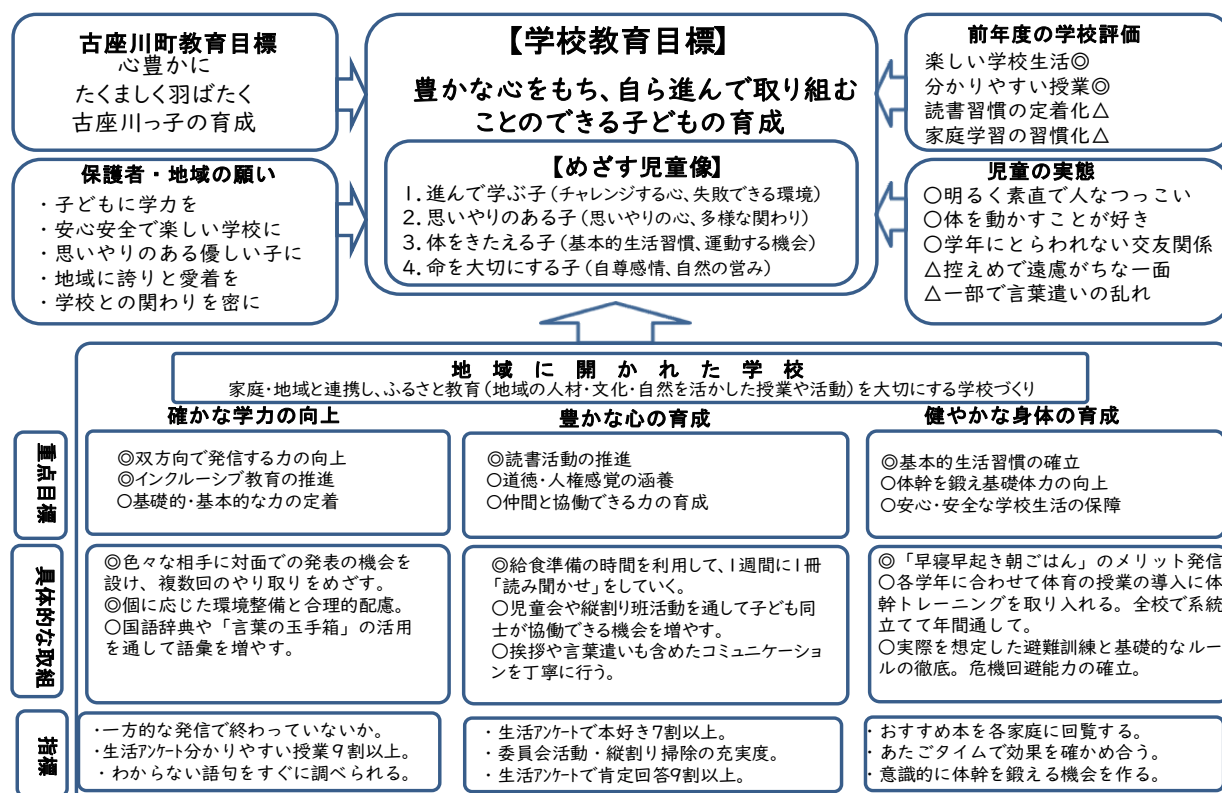 古座川町教育目標
心豊かに
たくましく羽ばたく
古座川っ子の育成
【学校教育目標】
豊かな心をもち、自ら進んで取り組む
ことのできる子どもの育成
前年度の学校評価
楽しい学校生活◎
分かりやすい授業◎
読書習慣の定着化△
家庭学習の習慣化△
保護者・地域の願い
・子どもに学力を
・安心安全で楽しい学校に
・思いやりのある優しい子に
・地域に誇りと愛着を
・学校との関わりを密に
【めざす児童像】
1.進んで学ぶ子(チャレンジする心、失敗できる環境)
2.思いやりのある子(思いやりの心、多様な関わり)
3.体をきたえる子(基本的生活習慣、運動する機会)
4.命を大切にする子(自尊感情、自然の営み)
児童の実態
○明るく素直で人なつっこい
○体を動かすことが好き
○学年にとらわれない交友関係
△控えめで遠慮がちな一面
△一部で言葉遣いの乱れ
地域に開かれた学校
家庭・地域と連携し、ふるさと教育(地域の人材・文化・自然を活かした授業や活動)を大切にする学校づくり
確かな学力の向上
豊かな心の育成
健やかな身体の育成
重点目標
◎双方向で発信する力の向上
◎インクルーシブ教育の推進
○基礎的・基本的な力の定着
◎読書活動の推進
○道徳・人権感覚の涵養
○仲間と協働できる力の育成
◎基本的生活習慣の確立
○体幹を鍛え基礎体力の向上
○安心・安全な学校生活の保障
具体的な取組
◎色々な相手に対面での発表の機会を
設け、複数回のやり取りをめざす。
◎個に応じた環境整備と合理的配慮。
○国語辞典や「言葉の玉手箱」の活用
を通して語彙を増やす。
◎給食準備の時間を利用して、1週間に1冊
「読み聞かせ」をしていく。
○児童会や縦割り班活動を通して子ども同
士が協働できる機会を増やす。
○挨拶や言葉遣いも含めたコミュニケーショ
ンを丁寧に行う。
◎「早寝早起き朝ごはん」のメリット発信
○各学年に合わせて体育の授業の導入に体
幹トレーニングを取り入れる。全校で系統
立てて年間通して。
○実際を想定した避難訓練と基礎的なルー
ルの徹底。危機回避能力の確立。
指標
・一方的な発信で終わっていないか。
・生活アンケート分かりやすい授業9割以上。
・わからない語句をすぐに調べられる。
・生活アンケートで本好き7割以上。
・委員会活動・縦割り掃除の充実度。
・生活アンケートで肯定回答9割以上。
・おすすめ本を各家庭に回覧する。
・あたごタイムで効果を確かめ合う。
・意識的に体幹を鍛える機会を作る。